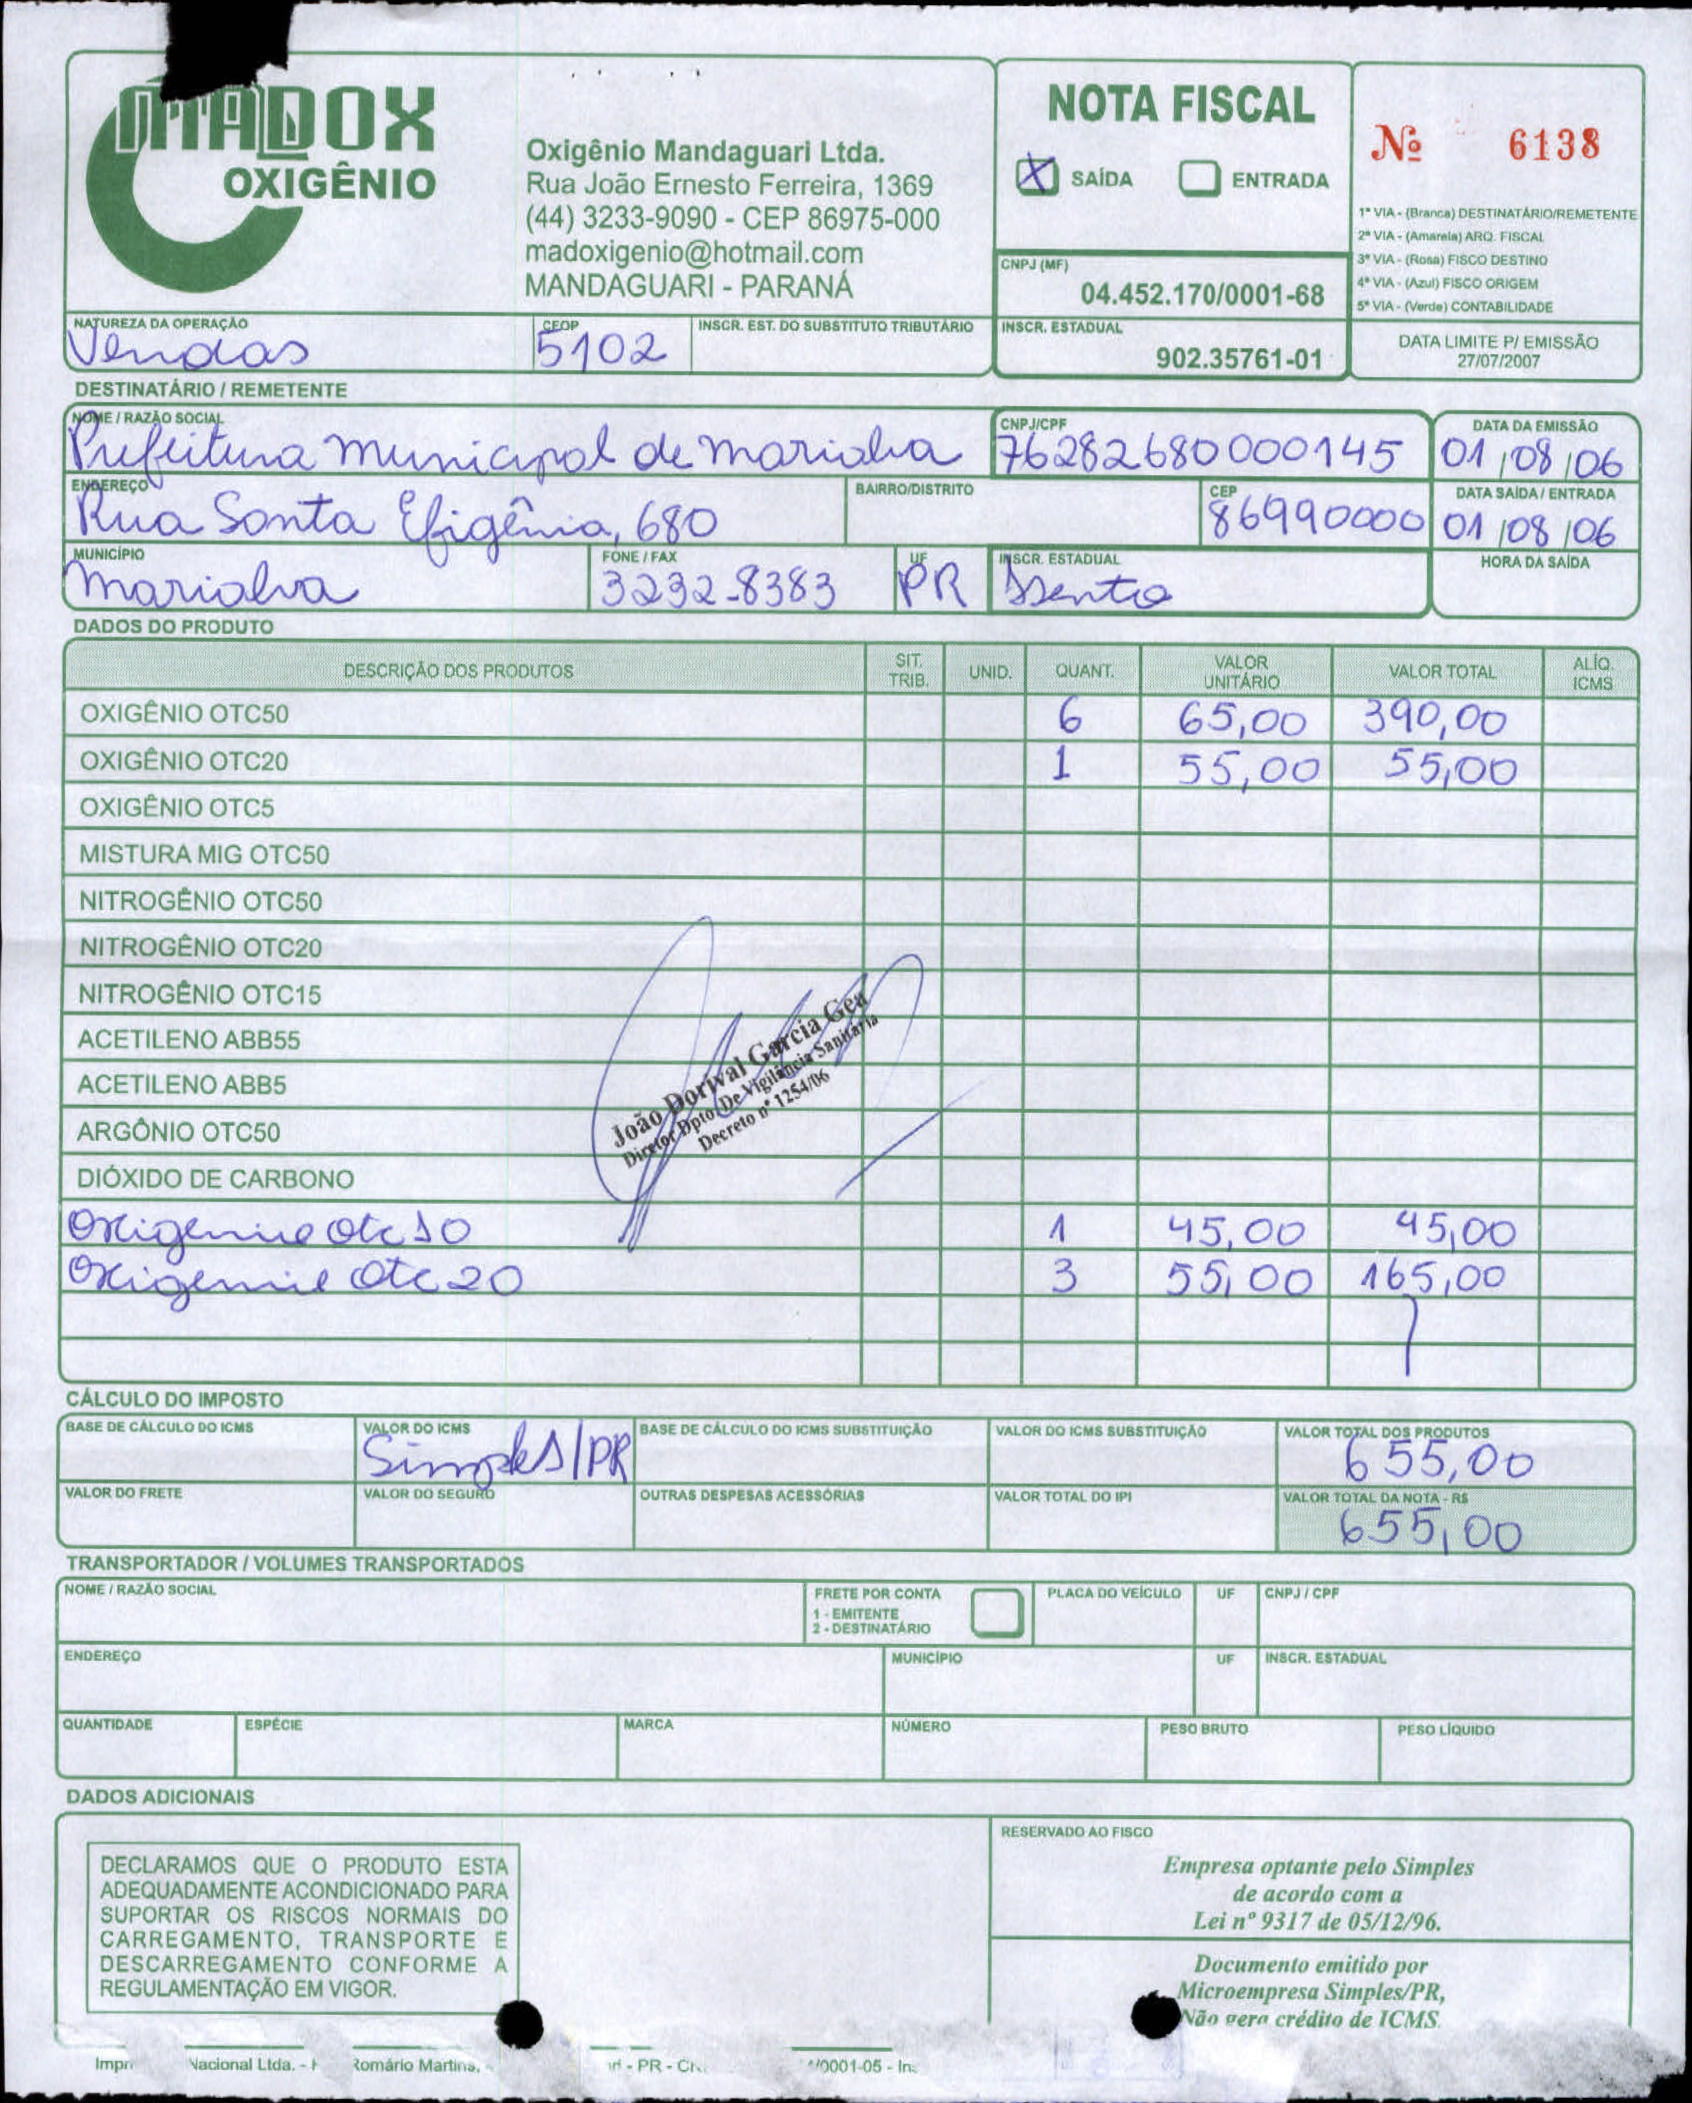 MADOX
OXIGÊNIO
Oxigênio Mandaguari Ltda.
Rua João Ernesto Ferreira, 1369
(44) 3233-9090 - CEP 86975-000
madoxigenio@hotmail.com
MANDAGUARI - PARANÁ
NOTA FISCAL
X SAÍDA ENTRADA
Nº 6138
1ª VIA - (Branca) DESTINATÁRIO/REMETENTE
2ª VIA - (Amarela) ARQ. FISCAL
3ª VIA - (Rosa) FISCO DESTINO
4ª VIA - (Azul) FISCO ORIGEM
5ª VIA - (Verde) CONTABILIDADE
CNPJ (MF)
04.452.170/0001-68
NATUREZA DA OPERAÇÃO CFOP INSCR. EST. DO SUBSTITUTO TRIBUTÁRIO INSCR. ESTADUAL
Vendas 5102 902.35761-01
DATA LIMITE P/ EMISSÃO
27/07/2007
DESTINATÁRIO / REMETENTE
NOME / RAZÃO SOCIAL CNPJ/CPF DATA DA EMISSÃO
Prefeitura Municipal de Marialva 76282680000145 01/08/06
ENDEREÇO BAIRRO/DISTRITO CEP DATA SAÍDA / ENTRADA
Rua Santa Efigênia, 680 86990000 01/08/06
MUNICÍPIO FONE / FAX UF INSCR. ESTADUAL HORA DA SAÍDA
Marialva 3232-8383 PR Isento
DADOS DO PRODUTO
DESCRIÇÃO DOS PRODUTOS SIT. TRIB. UNID. QUANT. VALOR UNITÁRIO VALOR TOTAL ALÍQ. ICMS
OXIGÊNIO OTC50 6 65,00 390,00
OXIGÊNIO OTC20 1 55,00 55,00
OXIGÊNIO OTC5
MISTURA MIG OTC50
NITROGÊNIO OTC50
NITROGÊNIO OTC20
NITROGÊNIO OTC15
ACETILENO ABB55
ACETILENO ABB5
ARGÔNIO OTC50
DIÓXIDO DE CARBONO
João Dorival Garcia Gea
Diretor Dpto. De Vigilância Sanitária
Decreto nº 1254/06
Oxigenio Otc 10 1 45,00 45,00
Oxigenio Otc 20 3 55,00 165,00
CÁLCULO DO IMPOSTO
BASE DE CÁLCULO DO ICMS VALOR DO ICMS BASE DE CÁLCULO DO ICMS SUBSTITUIÇÃO VALOR DO ICMS SUBSTITUIÇÃO VALOR TOTAL DOS PRODUTOS
Simples/PR 655,00
VALOR DO FRETE VALOR DO SEGURO OUTRAS DESPESAS ACESSÓRIAS VALOR TOTAL DO IPI VALOR TOTAL DA NOTA - R$
655,00
TRANSPORTADOR / VOLUMES TRANSPORTADOS
NOME / RAZÃO SOCIAL FRETE POR CONTA PLACA DO VEÍCULO UF CNPJ / CPF
1 - EMITENTE
2 - DESTINATÁRIO
ENDEREÇO MUNICÍPIO UF INSCR. ESTADUAL
QUANTIDADE ESPÉCIE MARCA NÚMERO PESO BRUTO PESO LÍQUIDO
DADOS ADICIONAIS
DECLARAMOS QUE O PRODUTO ESTA
ADEQUADAMENTE ACONDICIONADO PARA
SUPORTAR OS RISCOS NORMAIS DO
CARREGAMENTO, TRANSPORTE E
DESCARREGAMENTO CONFORME A
REGULAMENTAÇÃO EM VIGOR.
RESERVADO AO FISCO
Empresa optante pelo Simples
de acordo com a
Lei nº 9317 de 05/12/96.
Documento emitido por
Microempresa Simples/PR,
Não gera crédito de ICMS.
Nacional Ltda. - Romário Martins, - PR - /0001-05 -